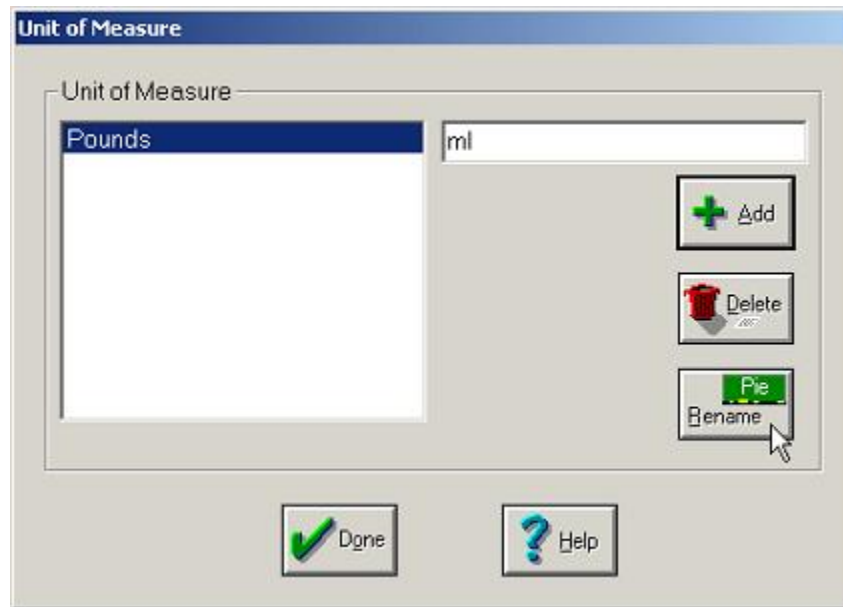 Unit of Measure
Unit of Measure
Pounds
ml
Add
Delete
Pie
Rename
Done
Help